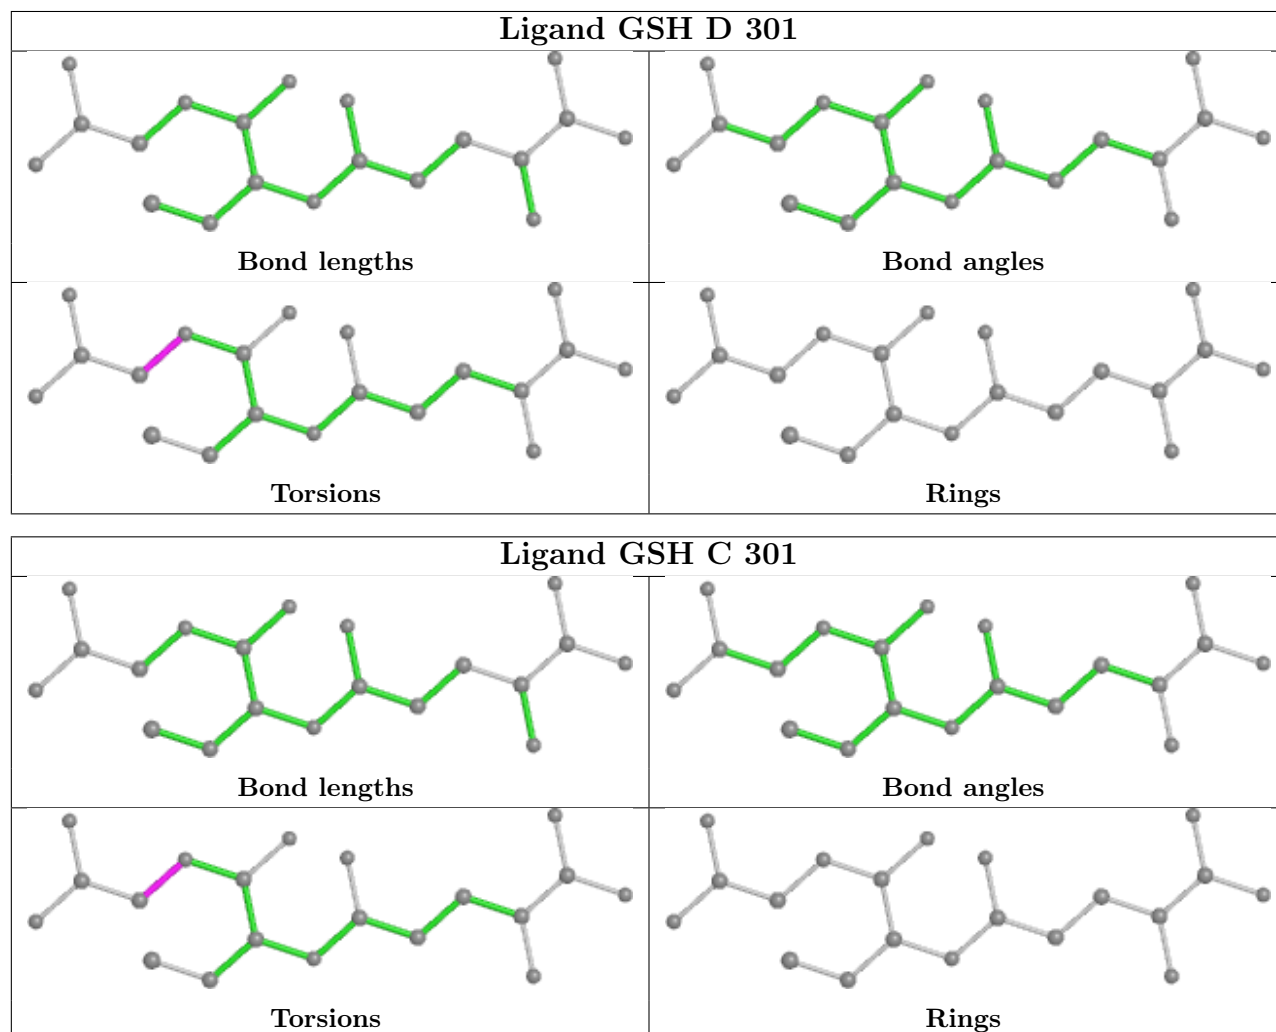 Ligand GSH D 301
Bond lengths
Bond angles
Torsions
Rings
Ligand GSH C 301
Bond lengths
Bond angles
Torsions
Rings